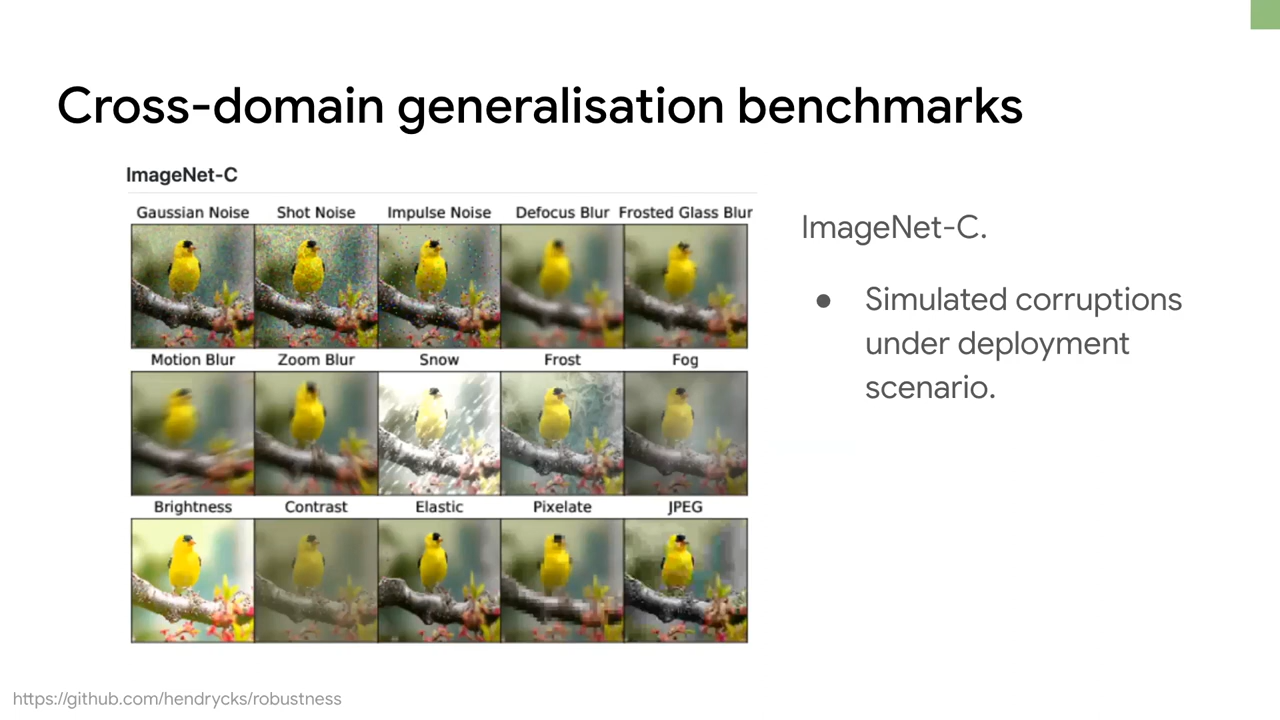 Cross-domain generalisation benchmarks
ImageNet-C
Gaussian Noise Shot Noise Impulse Noise Defocus Blur Frosted Glass Blur
Motion Blur Zoom Blur Snow Frost Fog
Brightness Contrast Elastic Pixelate JPEG
ImageNet-C.
● Simulated corruptions
under deployment
scenario.
https://github.com/hendrycks/robustness